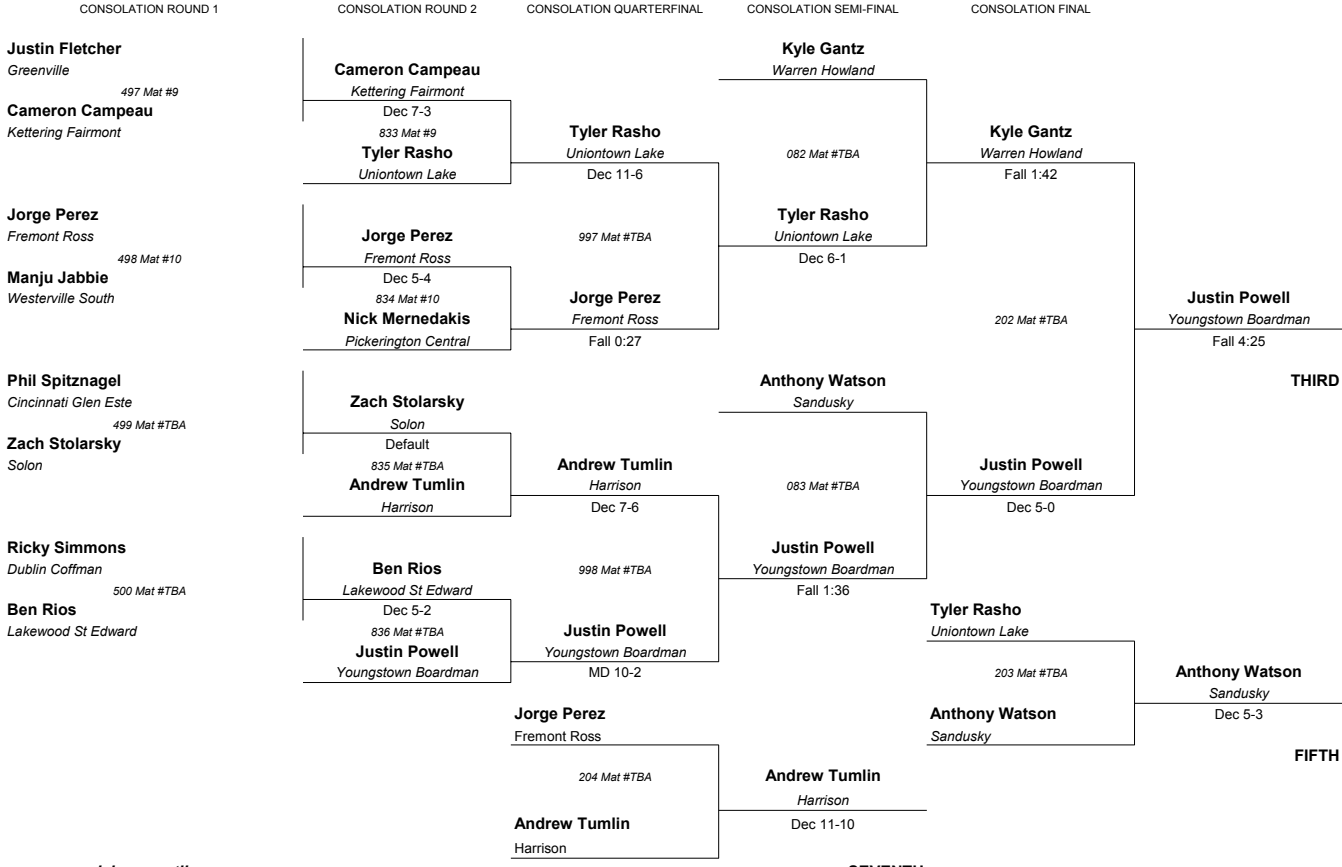 CONSOLATION ROUND 1
CONSOLATION ROUND 2
CONSOLATION QUARTERFINAL
CONSOLATION SEMI-FINAL
CONSOLATION FINAL
Justin Fletcher
Greenville
497 Mat #9
Cameron Campeau
Kettering Fairmont
Jorge Perez
Fremont Ross
498 Mat #10
Manju Jabbie
Westerville South
Phil Spitznagel
Cincinnati Glen Este
499 Mat #TBA
Zach Stolarsky
Solon
Ricky Simmons
Dublin Coffman
500 Mat #TBA
Ben Rios
Lakewood St Edward
Cameron Campeau
Kettering Fairmont
Dec 7-3
833 Mat #9
Tyler Rasho
Uniontown Lake
Jorge Perez
Fremont Ross
Dec 5-4
834 Mat #10
Nick Mernedakis
Pickerington Central
Zach Stolarsky
Solon
Default
835 Mat #TBA
Andrew Tumlin
Harrison
Ben Rios
Lakewood St Edward
Dec 5-2
836 Mat #TBA
Justin Powell
Youngstown Boardman
Tyler Rasho
Uniontown Lake
Dec 11-6
997 Mat #TBA
Jorge Perez
Fremont Ross
Fall 0:27
Andrew Tumlin
Harrison
Dec 7-6
998 Mat #TBA
Justin Powell
Youngstown Boardman
MD 10-2
Jorge Perez
Fremont Ross
204 Mat #TBA
Andrew Tumlin
Harrison
Kyle Gantz
Warren Howland
082 Mat #TBA
Tyler Rasho
Uniontown Lake
Dec 6-1
Anthony Watson
Sandusky
083 Mat #TBA
Justin Powell
Youngstown Boardman
Fall 1:36
Andrew Tumlin
Harrison
Dec 11-10
SEVENTH
Kyle Gantz
Warren Howland
Fall 1:42
202 Mat #TBA
Justin Powell
Youngstown Boardman
Dec 5-0
Tyler Rasho
Uniontown Lake
203 Mat #TBA
Anthony Watson
Sandusky
Justin Powell
Youngstown Boardman
Fall 4:25
THIRD
Anthony Watson
Sandusky
Dec 5-3
FIFTH